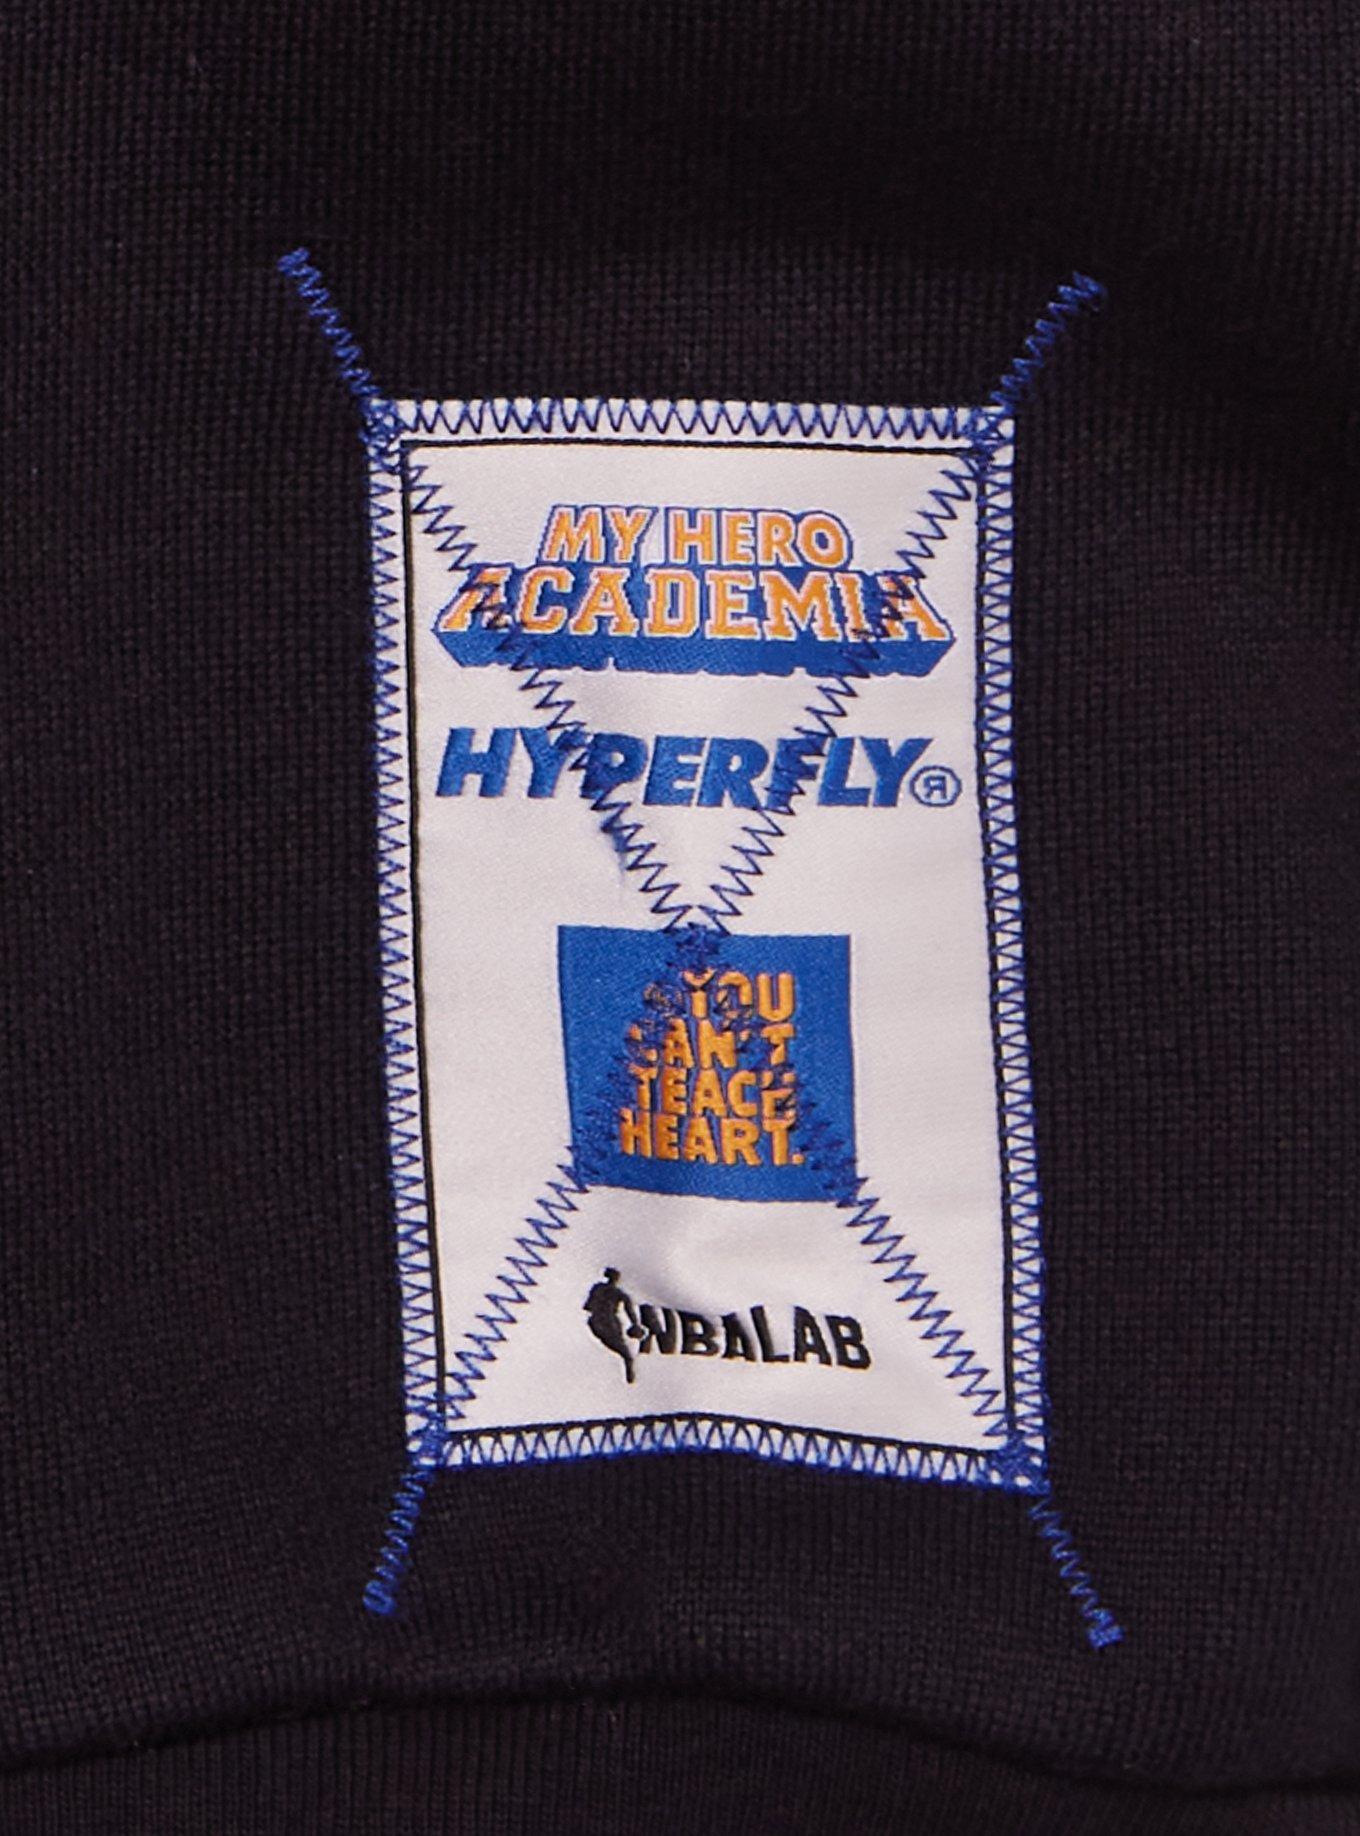 MY HERO
ACADEMIA
HYPERFLY®
YOU
CAN'T
TEACH
HEART.
NBALAB